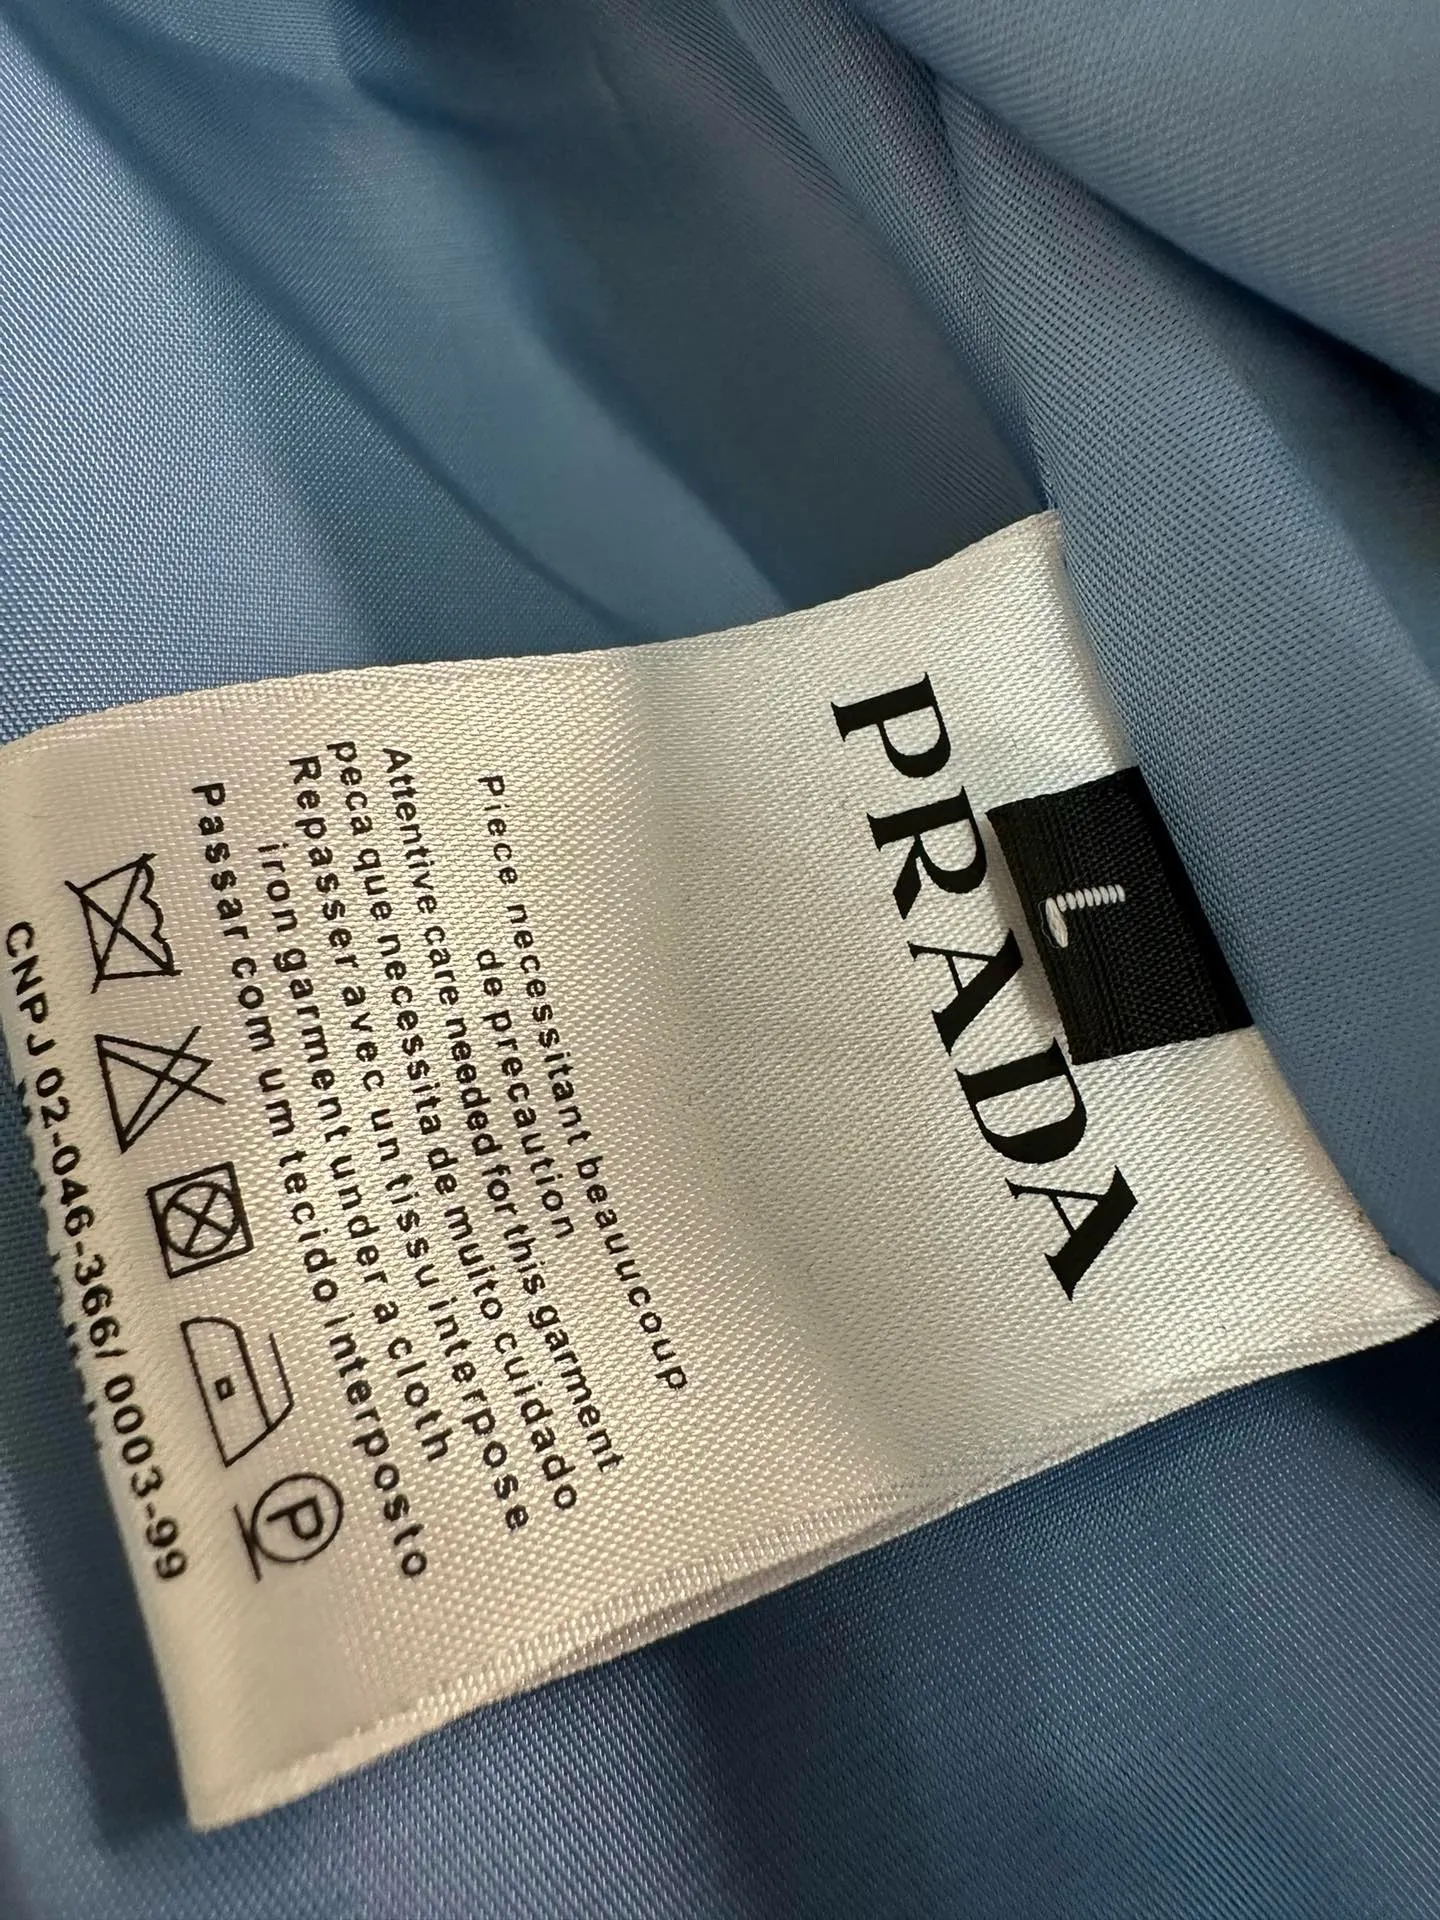 L
PRADA
Piece necessitant beauucoup
de precaution
Attentive care needed for this garment
peca que necessita de muito cuidado
Repasser avec un tissu interpose
iron garment under a cloth
Passar com um tecido interposto
P
CNPJ 02-046-366/0003-99